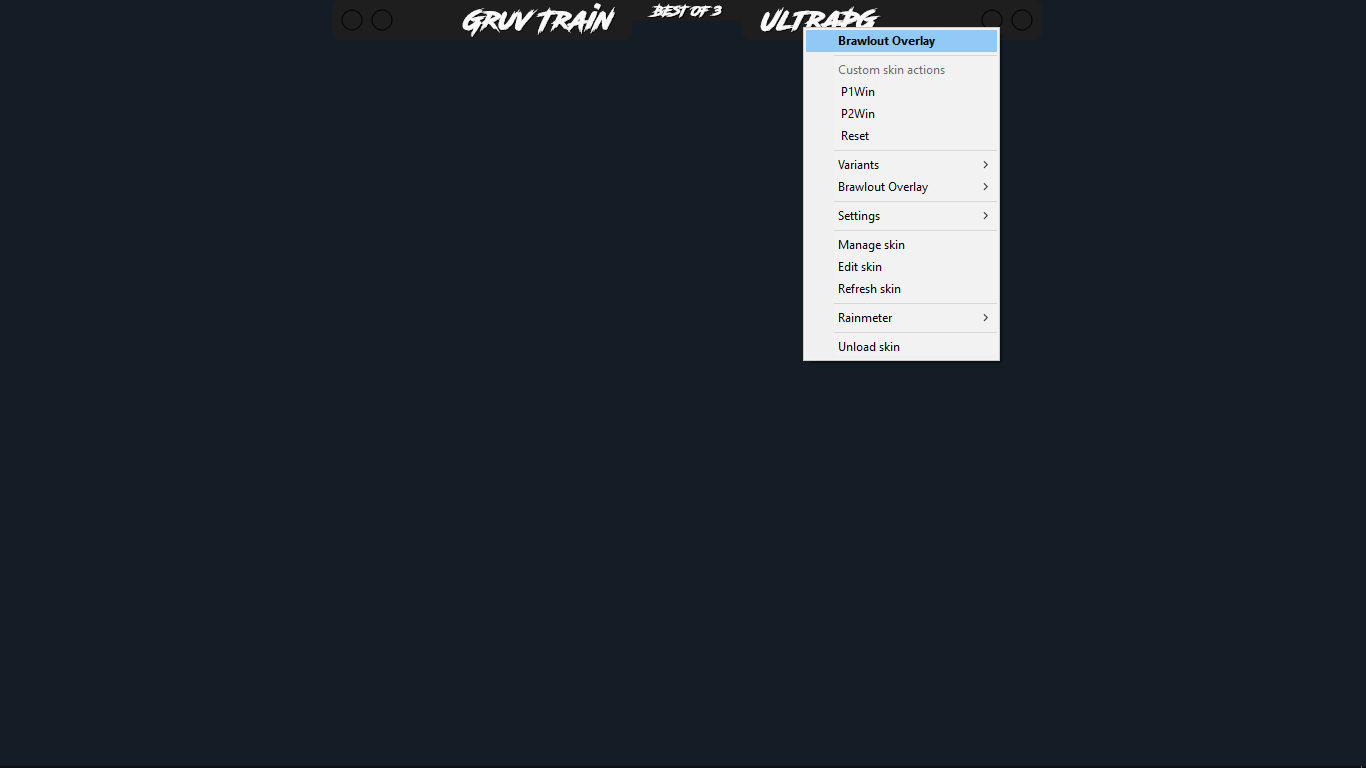 GRUV TRAIN
BEST OF 3
ULTRAPG
Brawlout Overlay
Custom skin actions
P1Win
P2Win
Reset
Variants
Brawlout Overlay
Settings
Manage skin
Edit skin
Refresh skin
Rainmeter
Unload skin